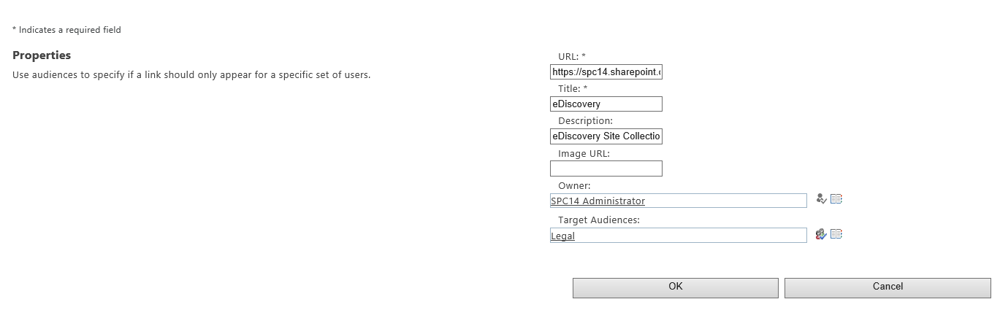 * Indicates a required field
Properties
Use audiences to specify if a link should only appear for a specific set of users.
URL: *
https://spc14.sharepoint.c
Title: *
eDiscovery
Description:
eDiscovery Site Collectio
Image URL:
Owner:
SPC14 Administrator
Target Audiences:
Legal
OK Cancel